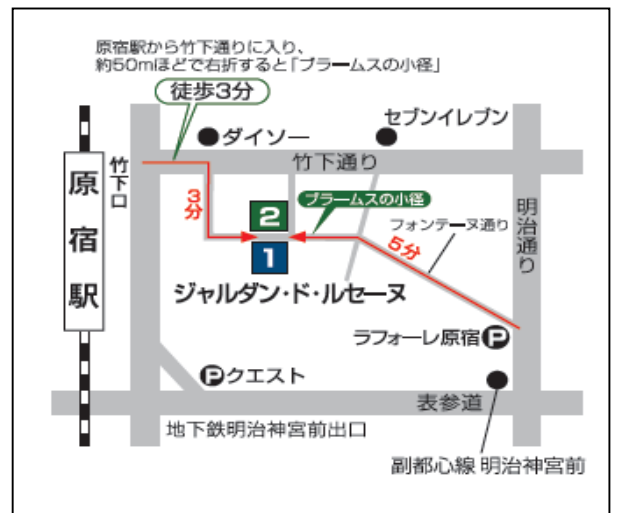 原宿駅から竹下通りに入り、
約50mほどで右折すると「ブラームスの小径」
徒歩3分
セブンイレブン
ダイソー
竹下通り
竹下口
原宿駅
3分
2
ブラームスの小径
フォンテーヌ通り
明治通り
1
5分
ジャルダン・ド・ルセーヌ
ラフォーレ原宿P
Pクエスト
表参道
地下鉄明治神宮前出口
副都心線 明治神宮前